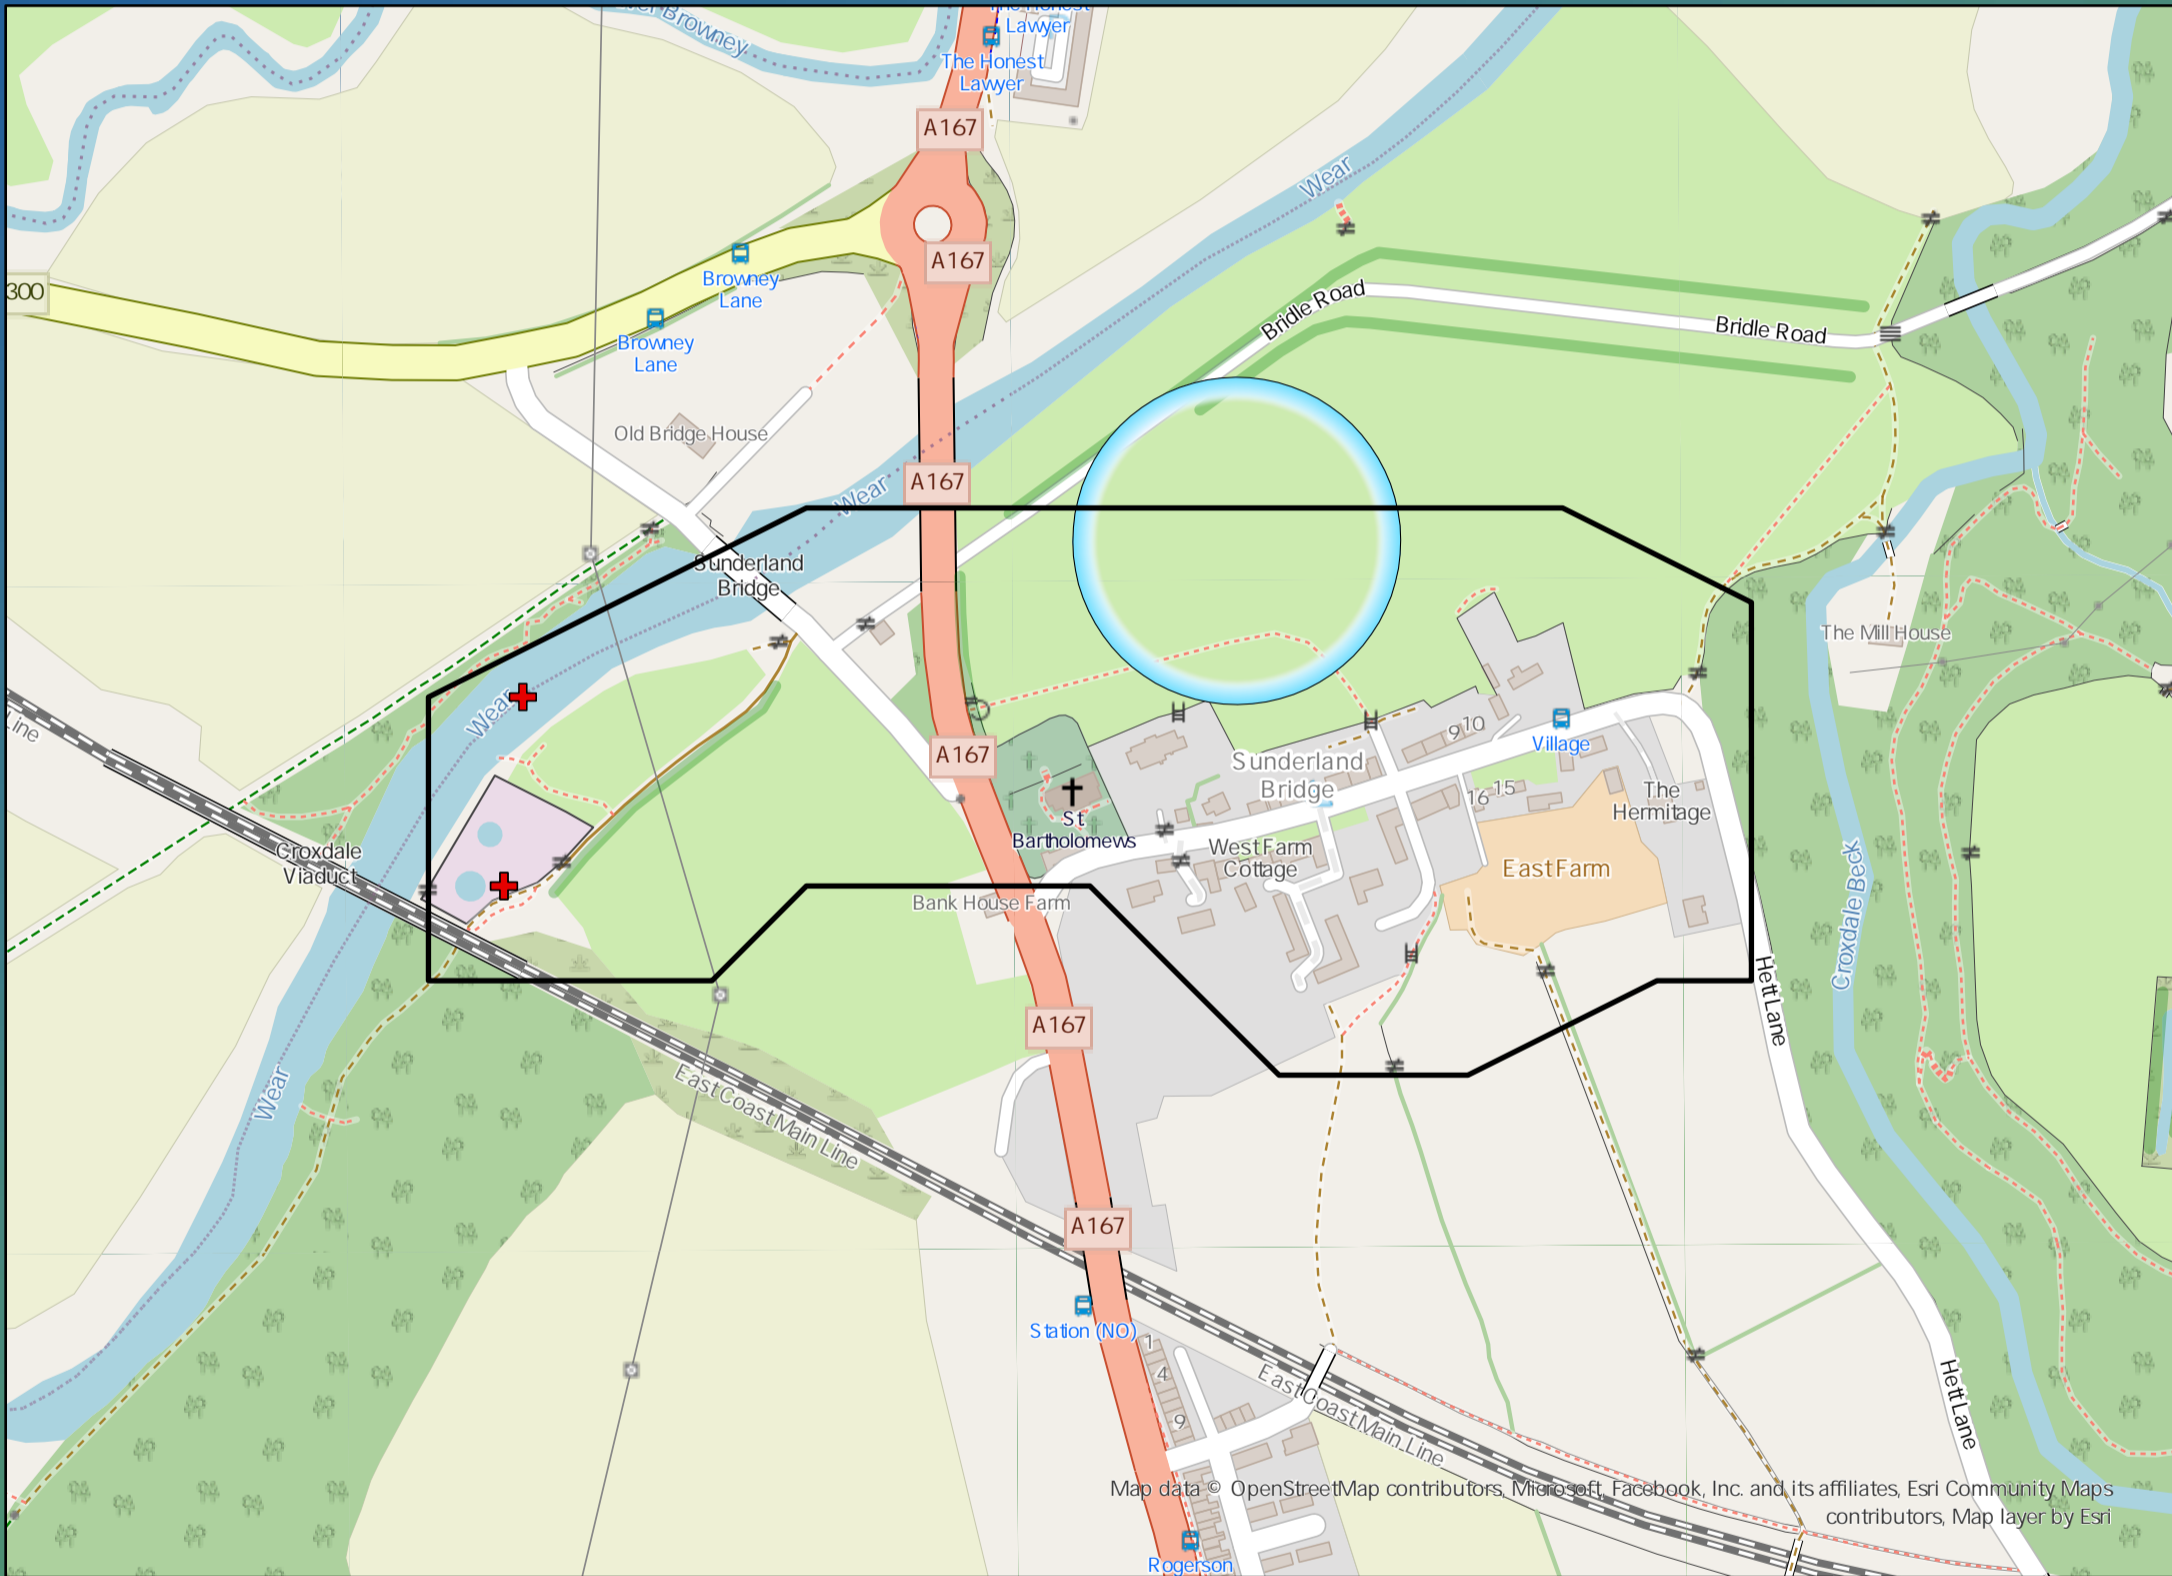 The Honest
Lawyer
The Honest
Lawyer
Browney
A167
Wear
A167
Browney
Lane
300
Bridle Road
Bridle Road
Browney
Lane
Old Bridge House
A167
Wear
Sunderland
Bridge
The Mill House
Wear
Line
A167
Village
9 10
Sunderland
Bridge
16 15
The
Hermitage
St
Bartholomews
West Farm
Cottage
East Farm
Croxdale
Viaduct
Bank House Farm
Croxdale Beck
Hett Lane
A167
Wear
East Coast Main Line
A167
Station (NO)
1
4
9
East Coast Main Line
Hett Lane
Map data © OpenStreetMap contributors, Microsoft, Facebook, Inc. and its affiliates, Esri Community Maps
contributors, Map layer by Esri
Rogerson